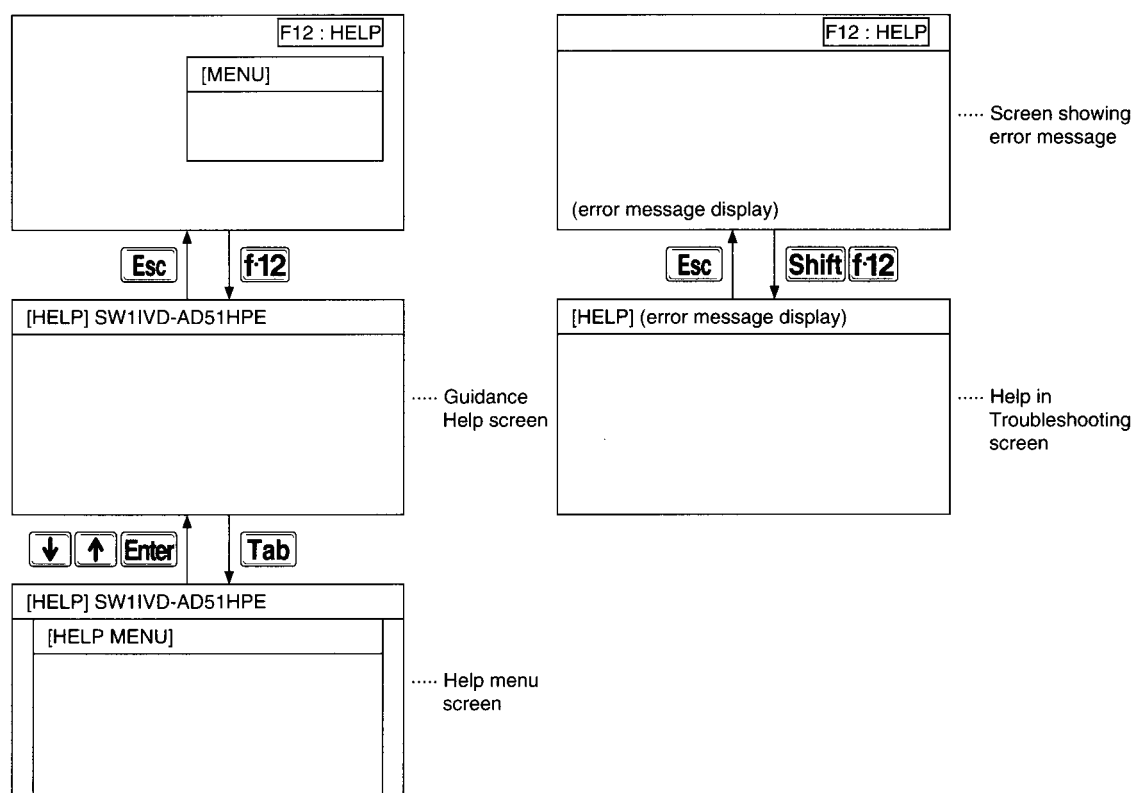 F12 : HELP
[MENU]
Esc
f·12
[HELP] SW1IVD-AD51HPE
Guidance
Help screen
↓ ↑ Enter
Tab
[HELP] SW1IVD-AD51HPE
[HELP MENU]
Help menu
screen
F12 : HELP
Screen showing
error message
(error message display)
Esc
Shift f·12
[HELP] (error message display)
Help in
Troubleshooting
screen